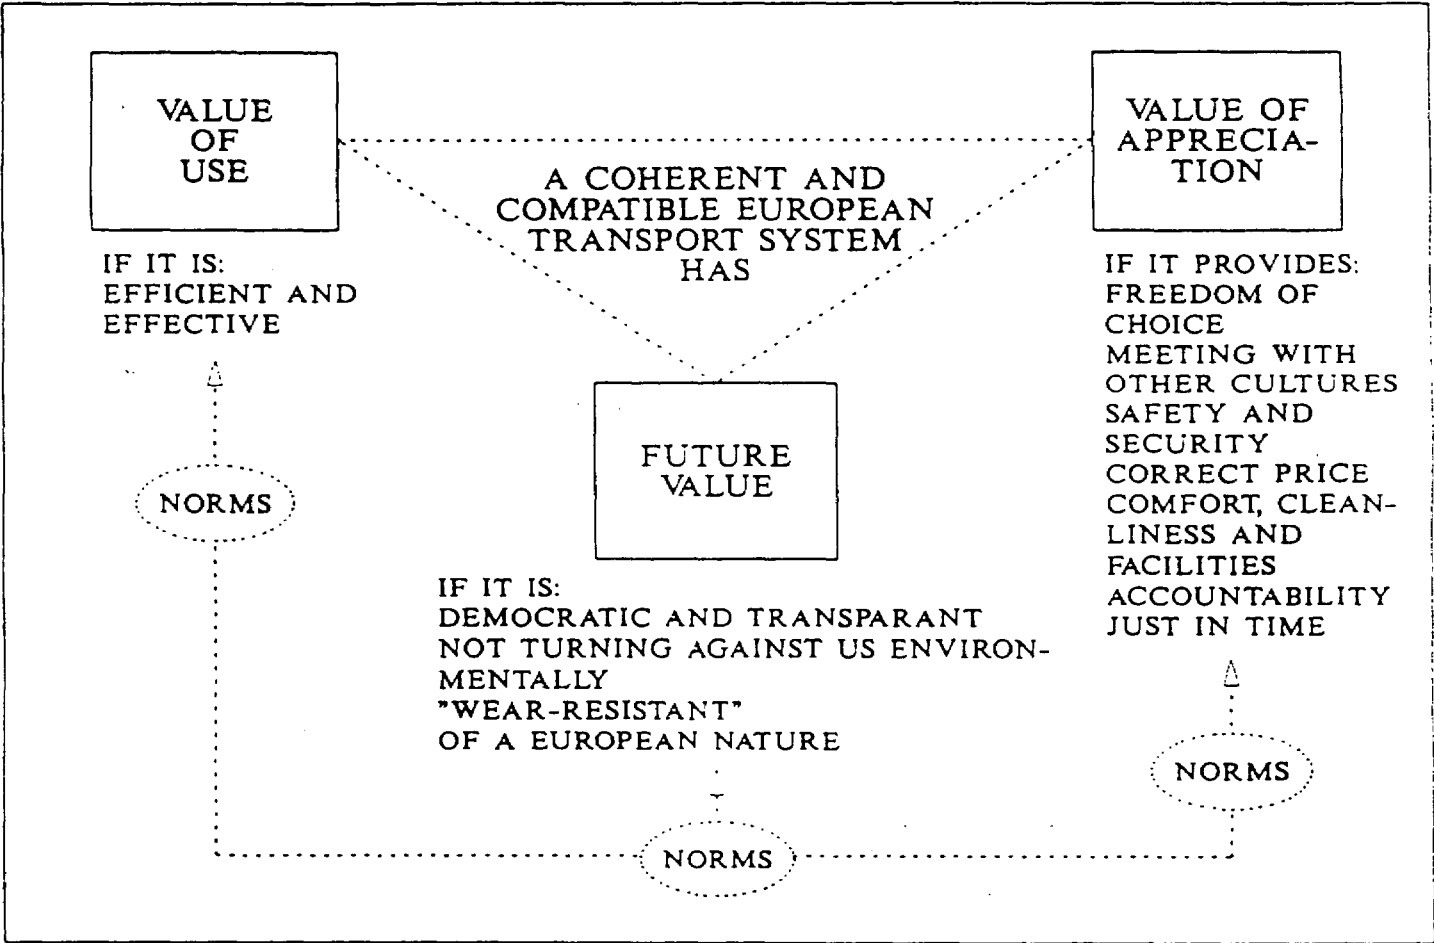 VALUE
OF
USE
VALUE OF
APPRECIA-
TION
A COHERENT AND
COMPATIBLE EUROPEAN
TRANSPORT SYSTEM
HAS
IF IT IS:
EFFICIENT AND
EFFECTIVE
IF IT PROVIDES:
FREEDOM OF
CHOICE
MEETING WITH
OTHER CULTURES
SAFETY AND
SECURITY
CORRECT PRICE
COMFORT, CLEAN-
LINESS AND
FACILITIES
ACCOUNTABILITY
JUST IN TIME
FUTURE
VALUE
IF IT IS:
DEMOCRATIC AND TRANSPARANT
NOT TURNING AGAINST US ENVIRON-
MENTALLY
"WEAR-RESISTANT"
OF A EUROPEAN NATURE
NORMS
NORMS
NORMS